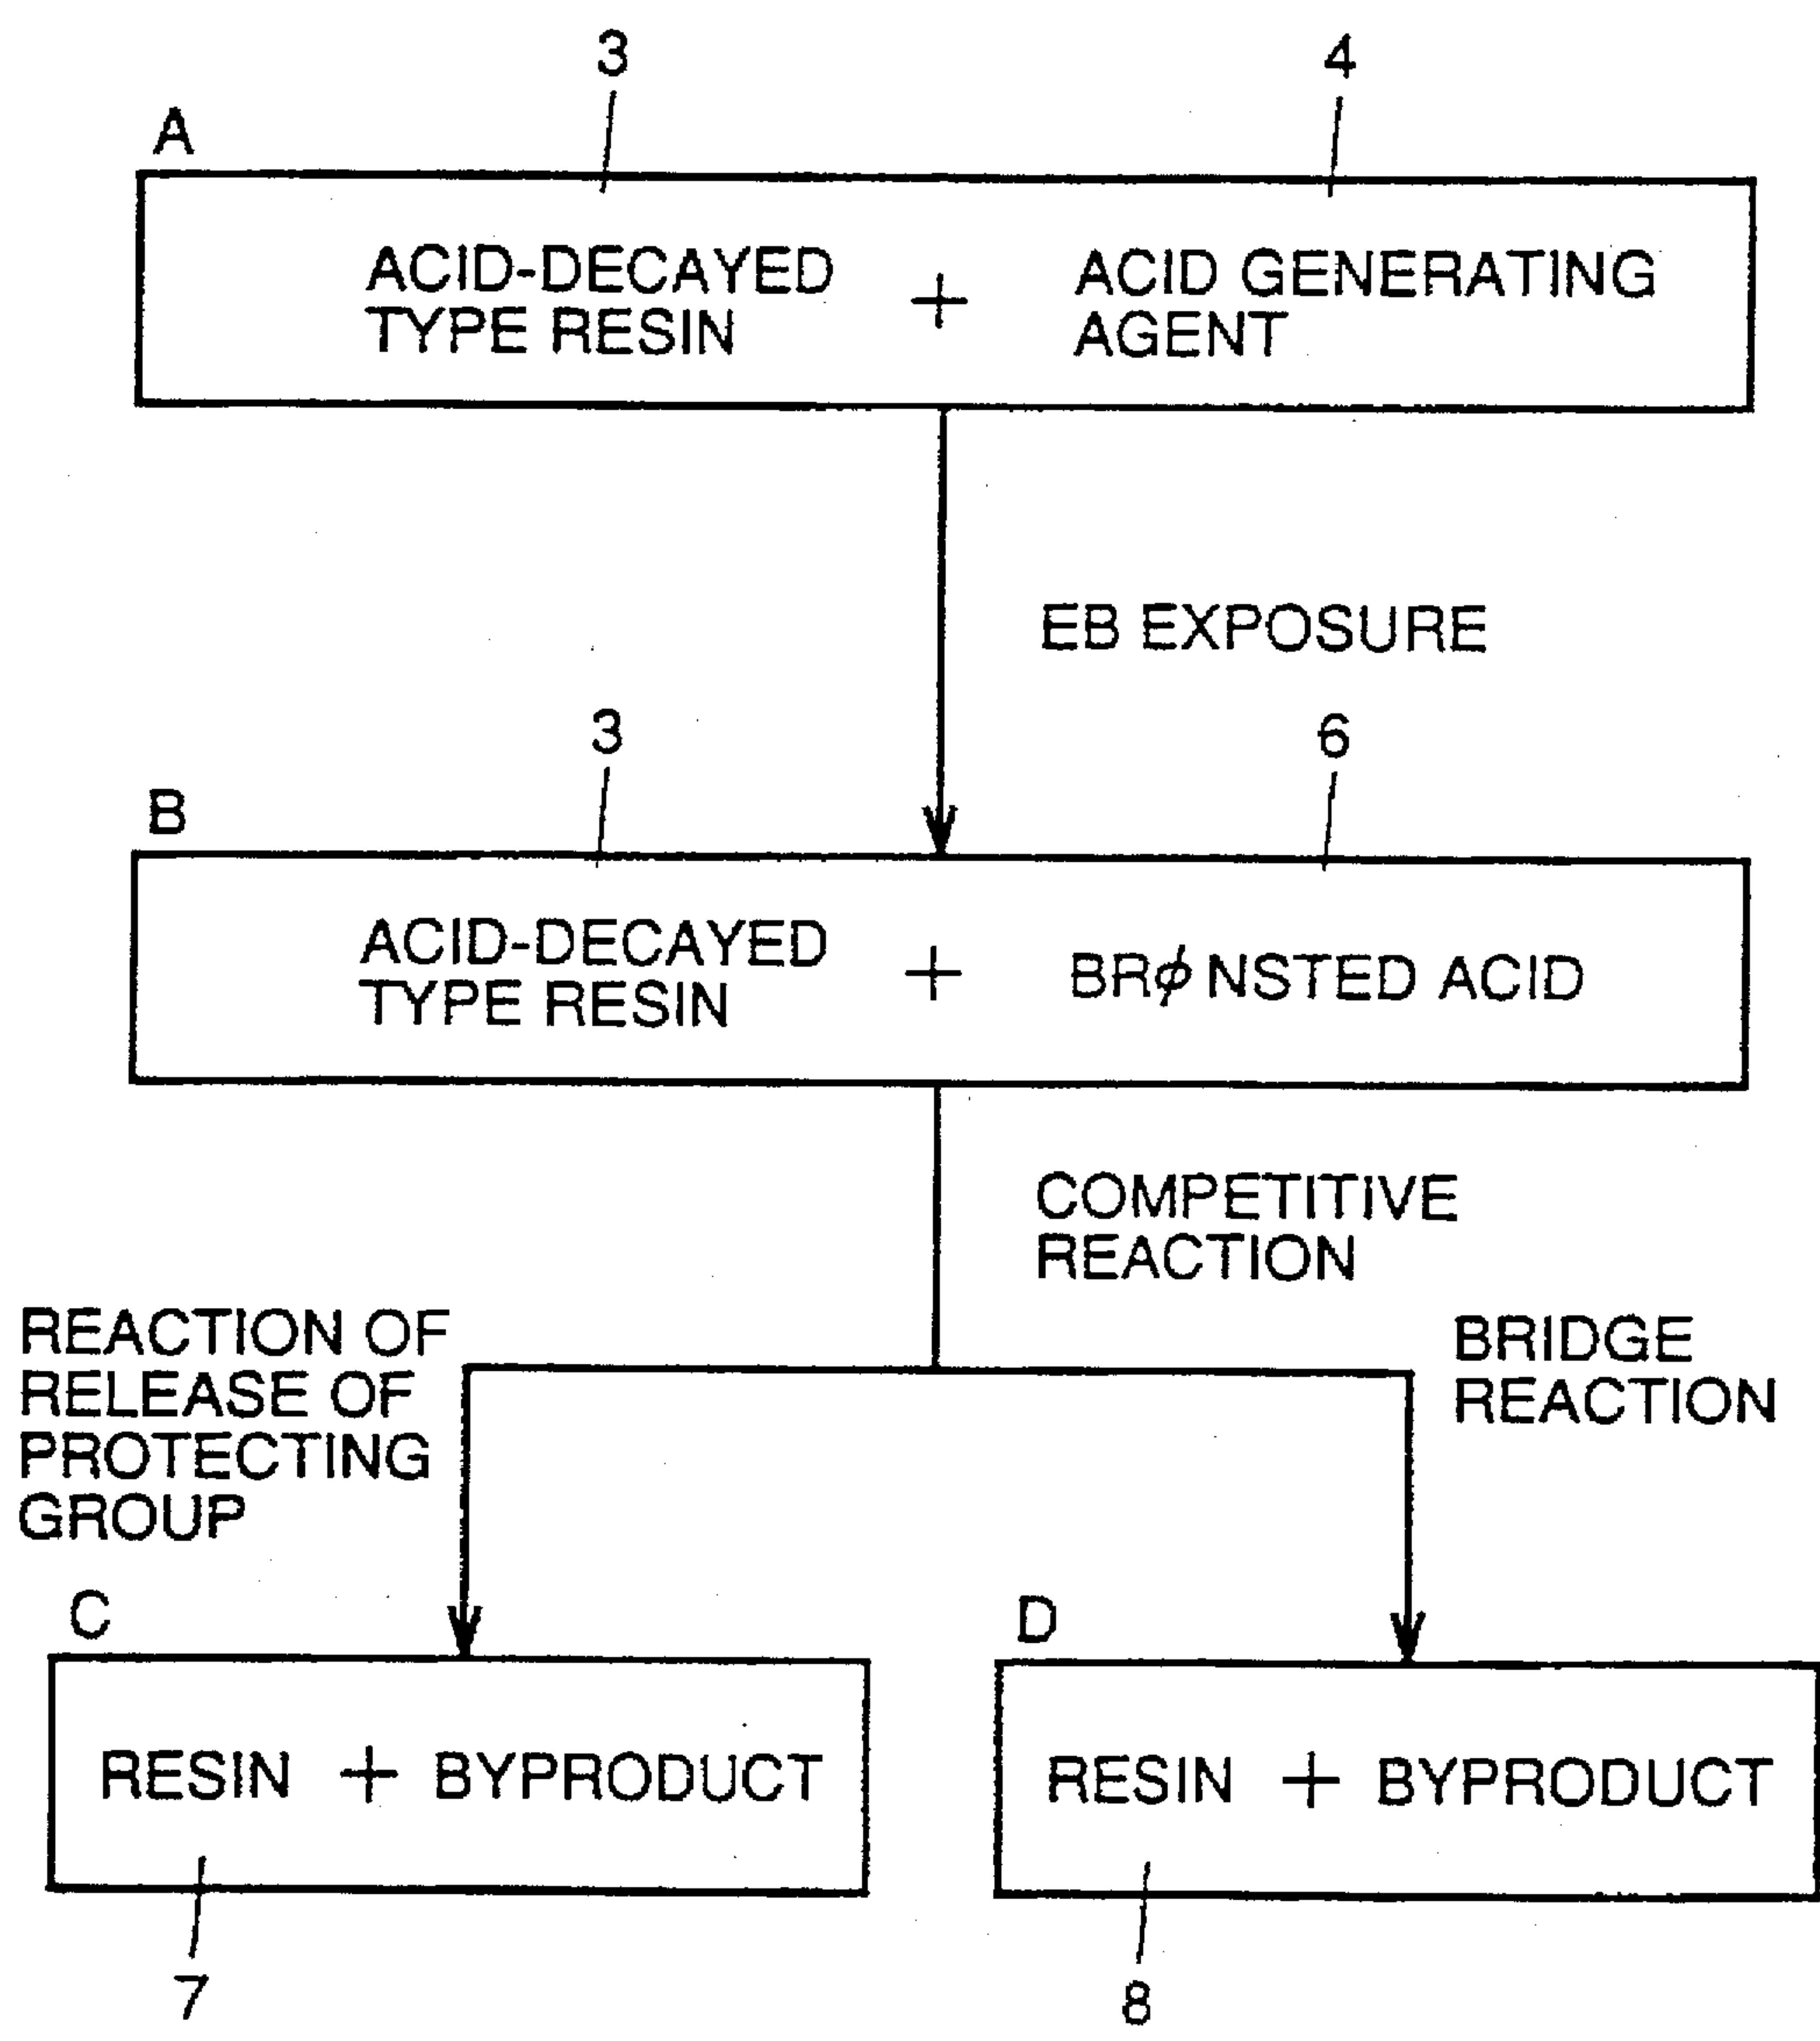 3
4
A
ACID-DECAYED
TYPE RESIN
+
ACID GENERATING
AGENT
EB EXPOSURE
3
6
B
ACID-DECAYED
TYPE RESIN
+
BRϕNSTED ACID
COMPETITIVE
REACTION
REACTION OF
RELEASE OF
PROTECTING
GROUP
BRIDGE
REACTION
C
RESIN + BYPRODUCT
7
D
RESIN + BYPRODUCT
8